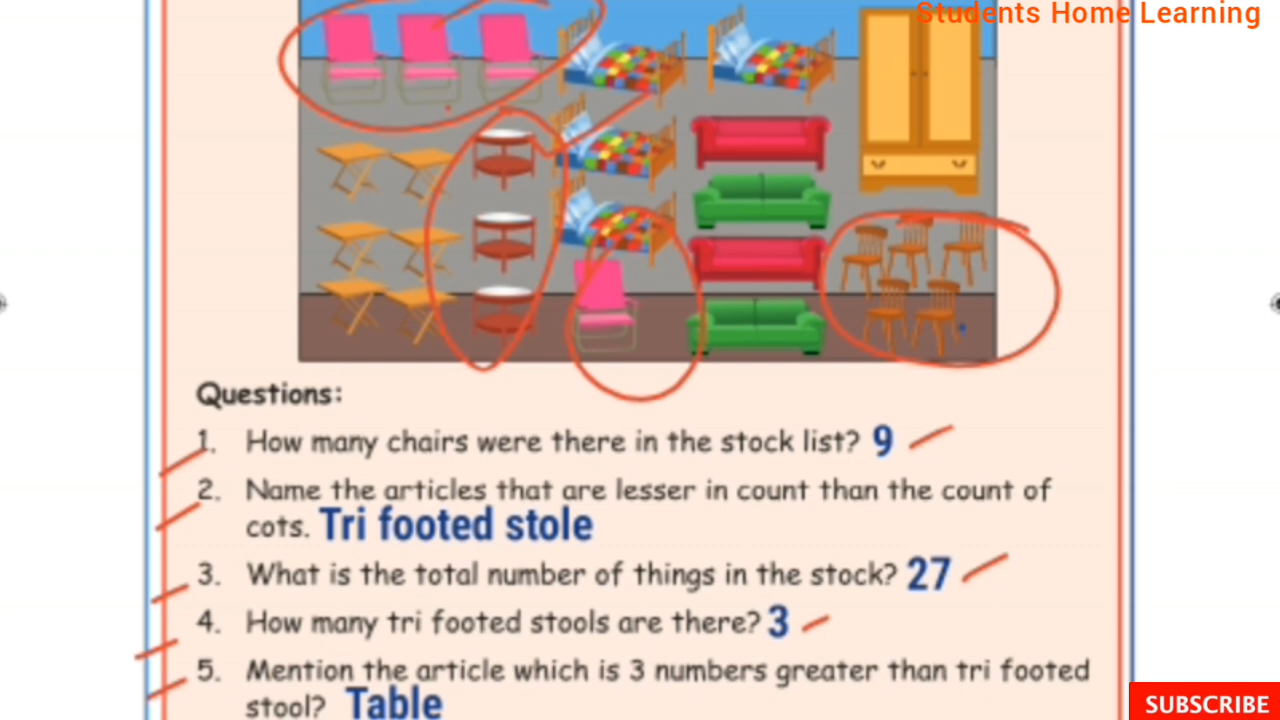 Students Home Learning
Questions:
1. How many chairs were there in the stock list? 9
2. Name the articles that are lesser in count than the count of
cots. Tri footed stole
3. What is the total number of things in the stock? 27
4. How many tri footed stools are there? 3
5. Mention the article which is 3 numbers greater than tri footed
stool? Table
SUBSCRIBE